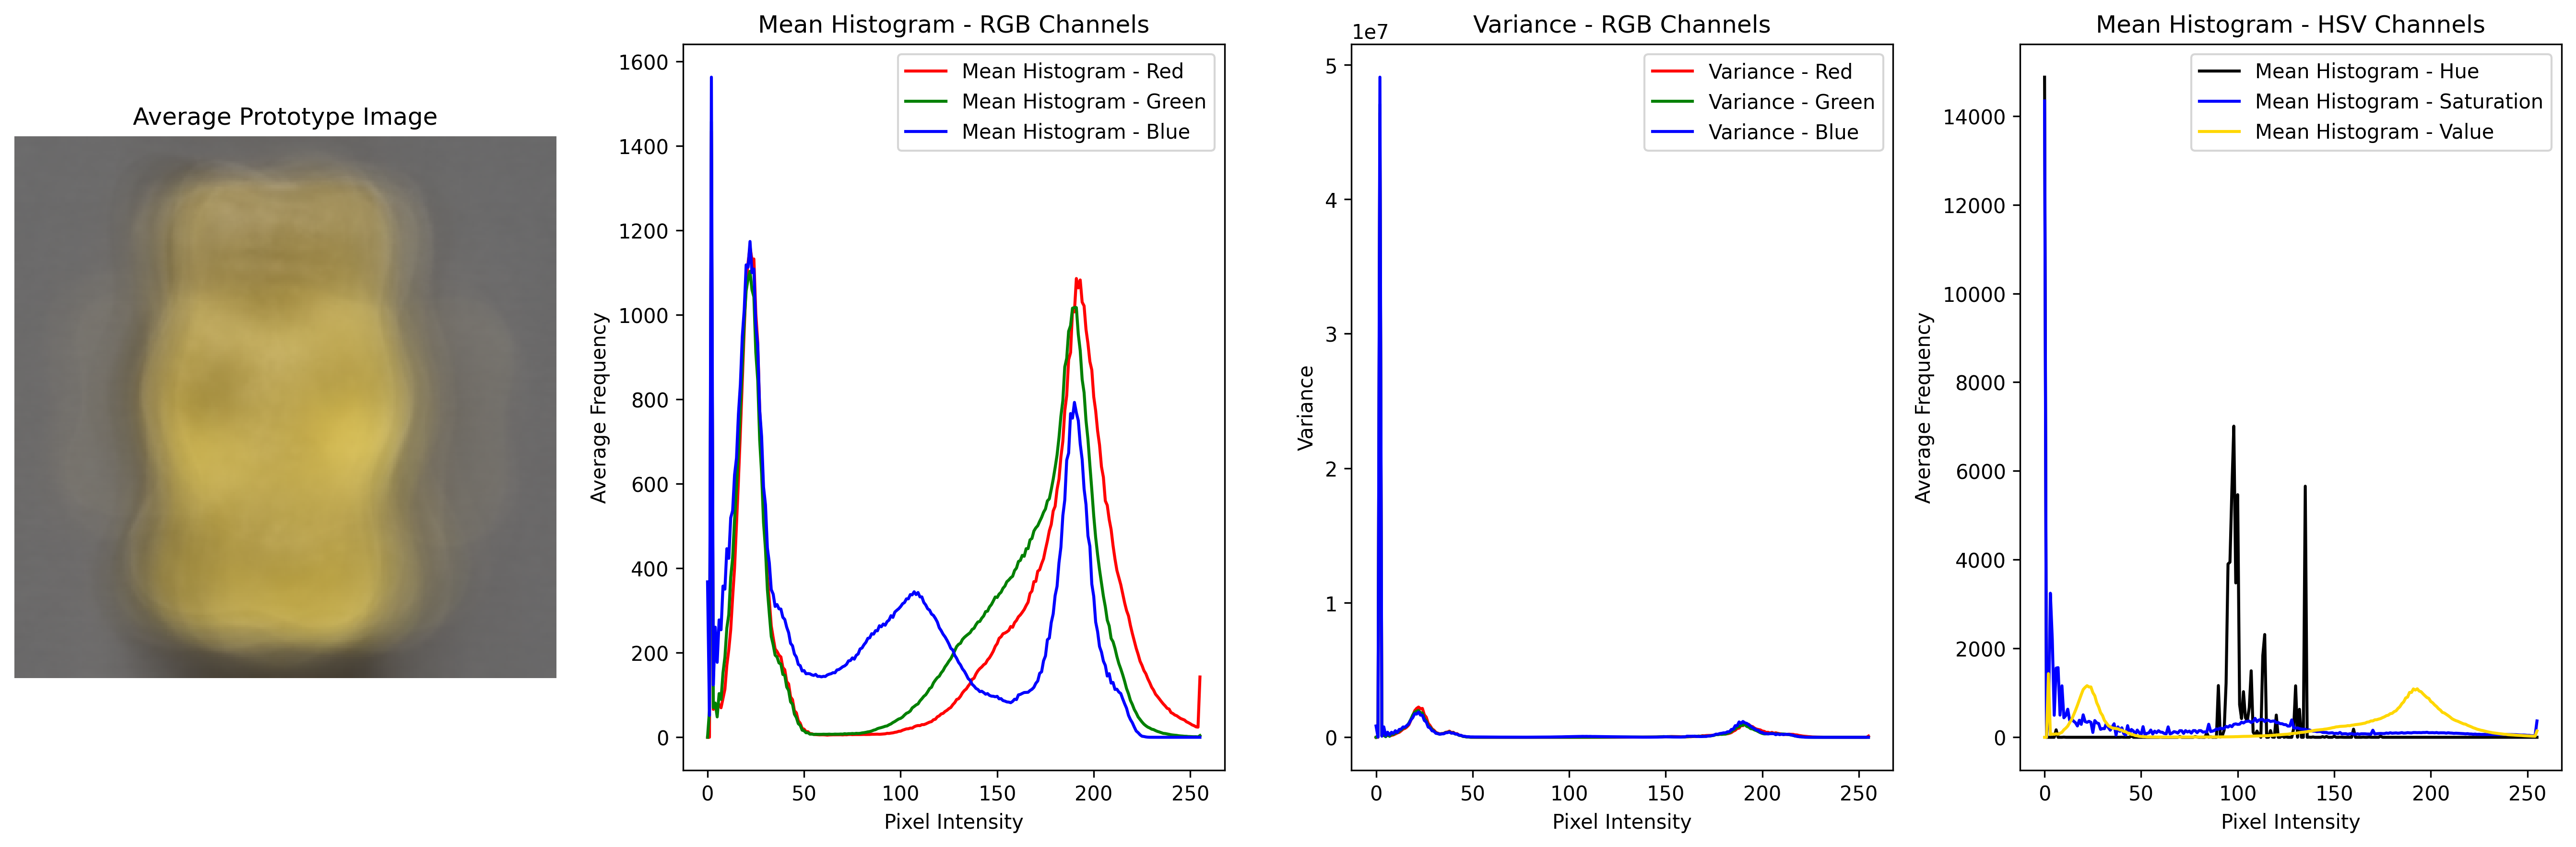 Average Prototype Image
Mean Histogram - RGB Channels
1600
1400
1200
1000
800
600
400
200
0
Average Frequency
0 50 100 150 200 250
Pixel Intensity
Mean Histogram - Red
Mean Histogram - Green
Mean Histogram - Blue
Variance - RGB Channels
1e7
5
4
3
2
1
0
Variance
0 50 100 150 200 250
Pixel Intensity
Variance - Red
Variance - Green
Variance - Blue
Mean Histogram - HSV Channels
14000
12000
10000
8000
6000
4000
2000
0
Average Frequency
0 50 100 150 200 250
Pixel Intensity
Mean Histogram - Hue
Mean Histogram - Saturation
Mean Histogram - Value